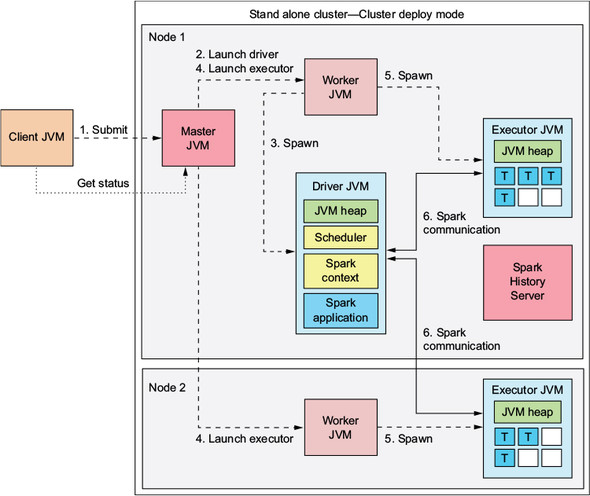 Stand alone cluster—Cluster deploy mode
Node 1
2. Launch driver
4. Launch executor
Worker
JVM
5. Spawn
Client JVM
1. Submit
Master
JVM
Get status
3. Spawn
Executor JVM
JVM heap
T T T
T
Driver JVM
JVM heap
Scheduler
Spark
context
Spark
application
6. Spark
communication
Spark
History
Server
6. Spark
communication
Node 2
4. Launch executor
Worker
JVM
5. Spawn
Executor JVM
JVM heap
T T
T